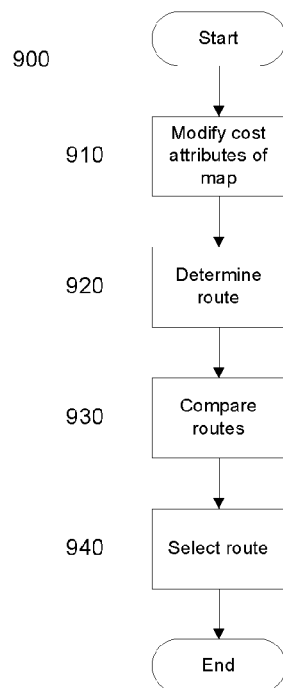 Start
900
910
Modify cost
attributes of
map
920
Determine
route
930
Compare
routes
940
Select route
End